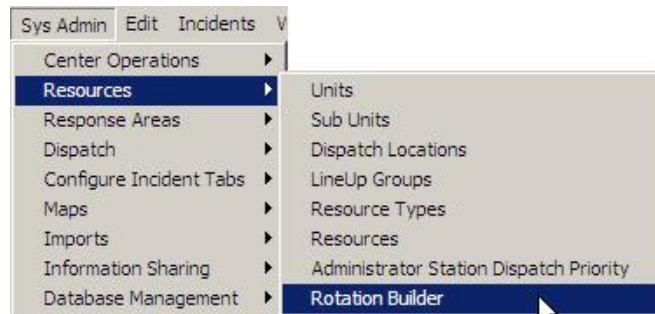 Sys Admin Edit Incidents
Center Operations
Resources
Response Areas
Dispatch
Configure Incident Tabs
Maps
Imports
Information Sharing
Database Management
Units
Sub Units
Dispatch Locations
LineUp Groups
Resource Types
Resources
Administrator Station Dispatch Priority
Rotation Builder